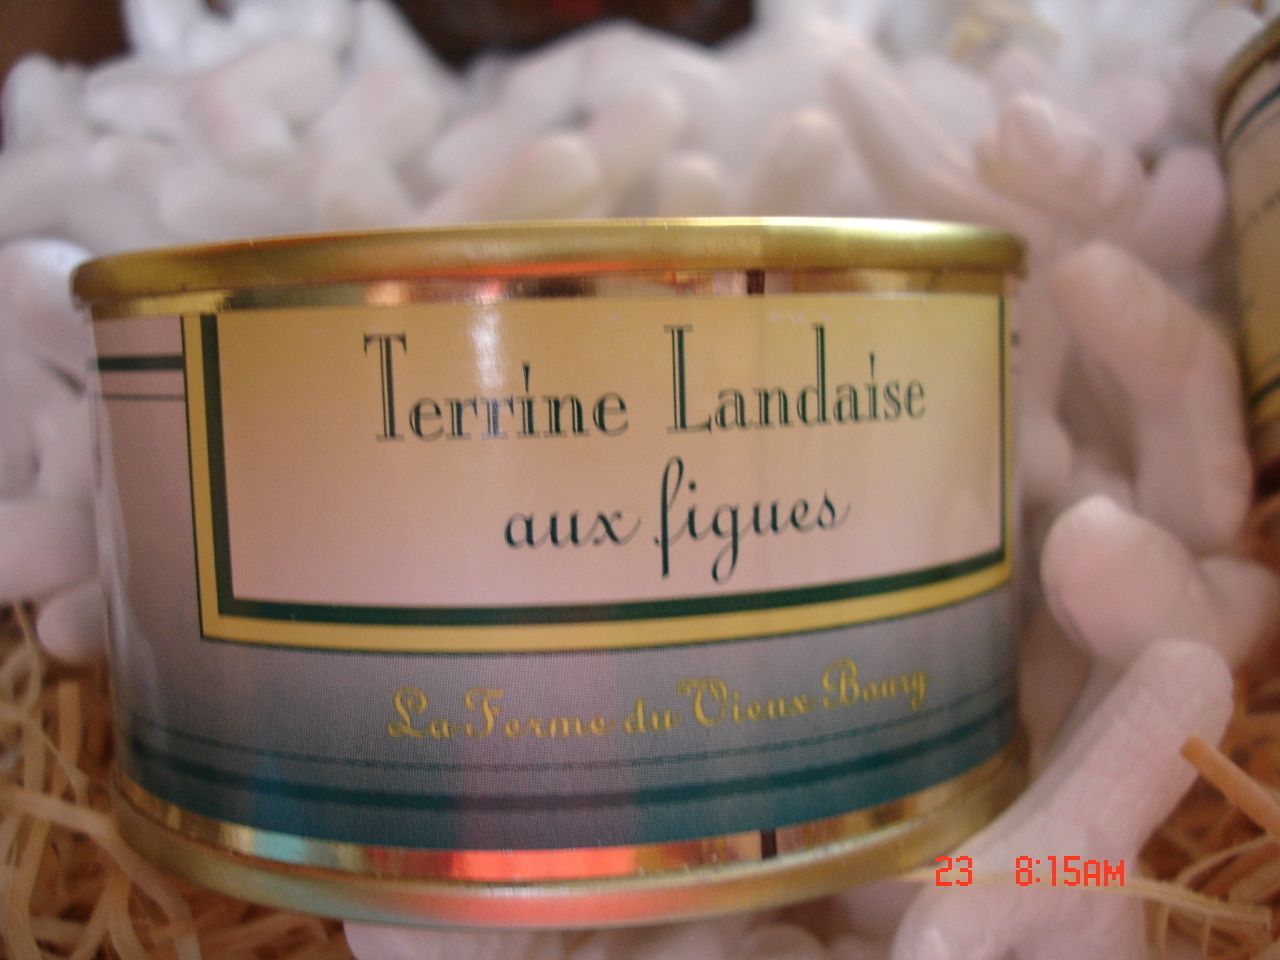 Terrine Landaise
aux figues
La Ferme du Vieux Bourg
23 8:15AM